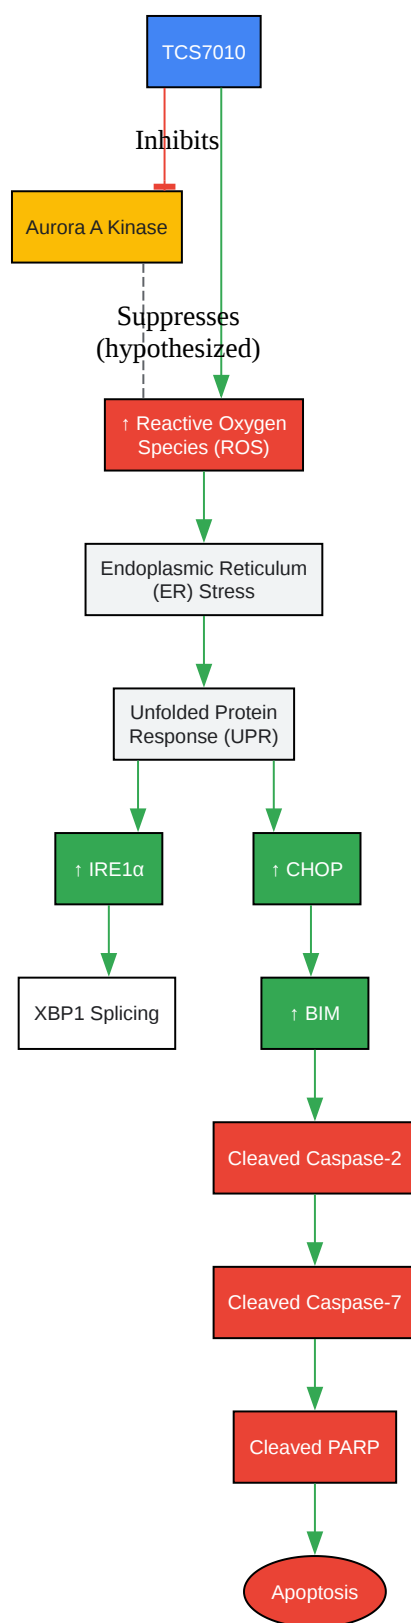 TCS7010
Inhibits
Aurora A Kinase
Suppresses
(hypothesized)
↑ Reactive Oxygen
Species (ROS)
Endoplasmic Reticulum
(ER) Stress
Unfolded Protein
Response (UPR)
↑ IRE1α
↑ CHOP
XBP1 Splicing
↑ BIM
Cleaved Caspase-2
Cleaved Caspase-7
Cleaved PARP
Apoptosis